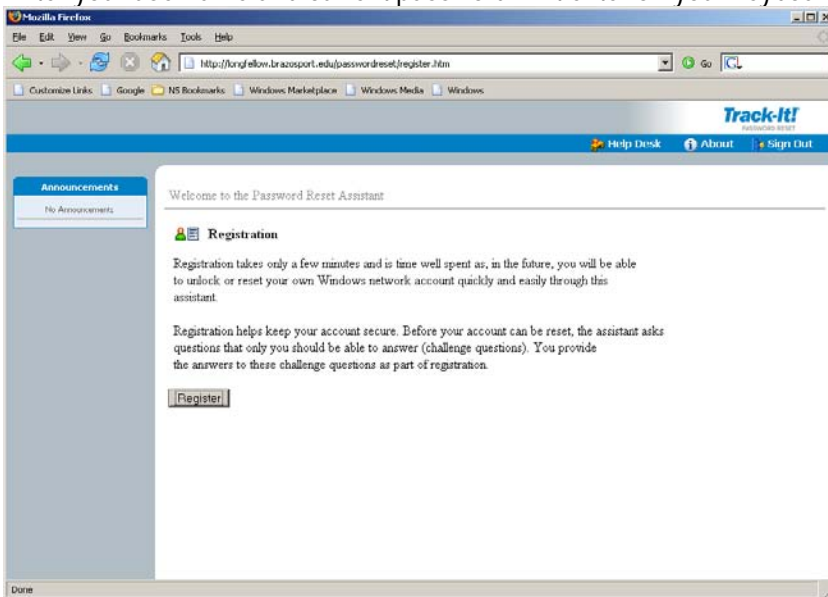 Mozilla Firefox
File Edit View Go Bookmarks Tools Help
http://longfellow.brazosport.edu/passwordreset/register.htm Go
Customize Links Google NS Bookmarks Windows Marketplace Windows Media Windows
Track-It!
PASSWORD RESET
Help Desk About Sign Out
Announcements
No Announcements
Welcome to the Password Reset Assistant
Registration
Registration takes only a few minutes and is time well spent as, in the future, you will be able
to unlock or reset your own Windows network account quickly and easily through this
assistant.
Registration helps keep your account secure. Before your account can be reset, the assistant asks
questions that only you should be able to answer (challenge questions). You provide
the answers to these challenge questions as part of registration.
Register
Done